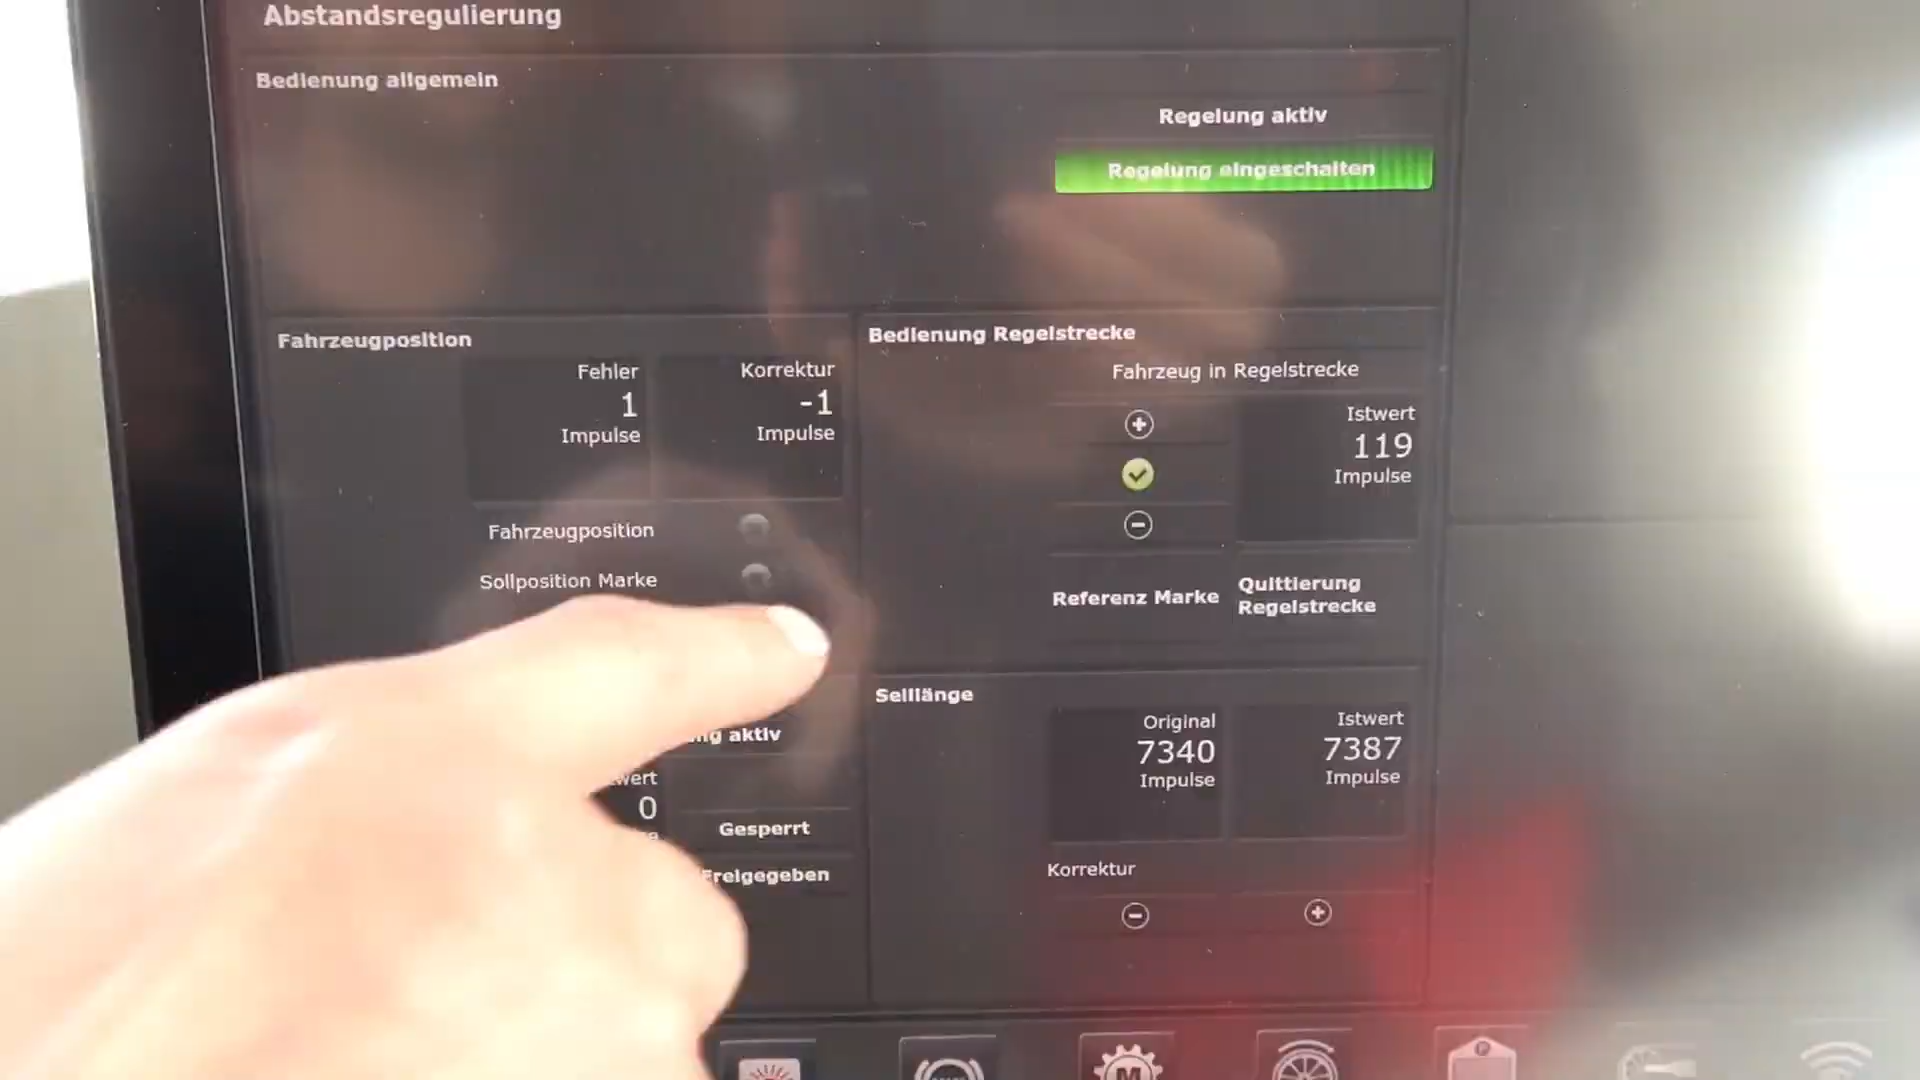 Abstandsregulierung
Bedienung allgemein
Regelung aktiv
Regelung eingeschalten
Fahrzeugposition
Fehler
1
Impulse
Korrektur
-1
Impulse
Fahrzeugposition
Sollposition Marke
ng aktiv
wert
0
Gesperrt
Freigegeben
Bedienung Regelstrecke
Fahrzeug in Regelstrecke
Istwert
119
Impulse
Referenz Marke
Quittierung
Regelstrecke
Seillänge
Original
7340
Impulse
Istwert
7387
Impulse
Korrektur
M
P